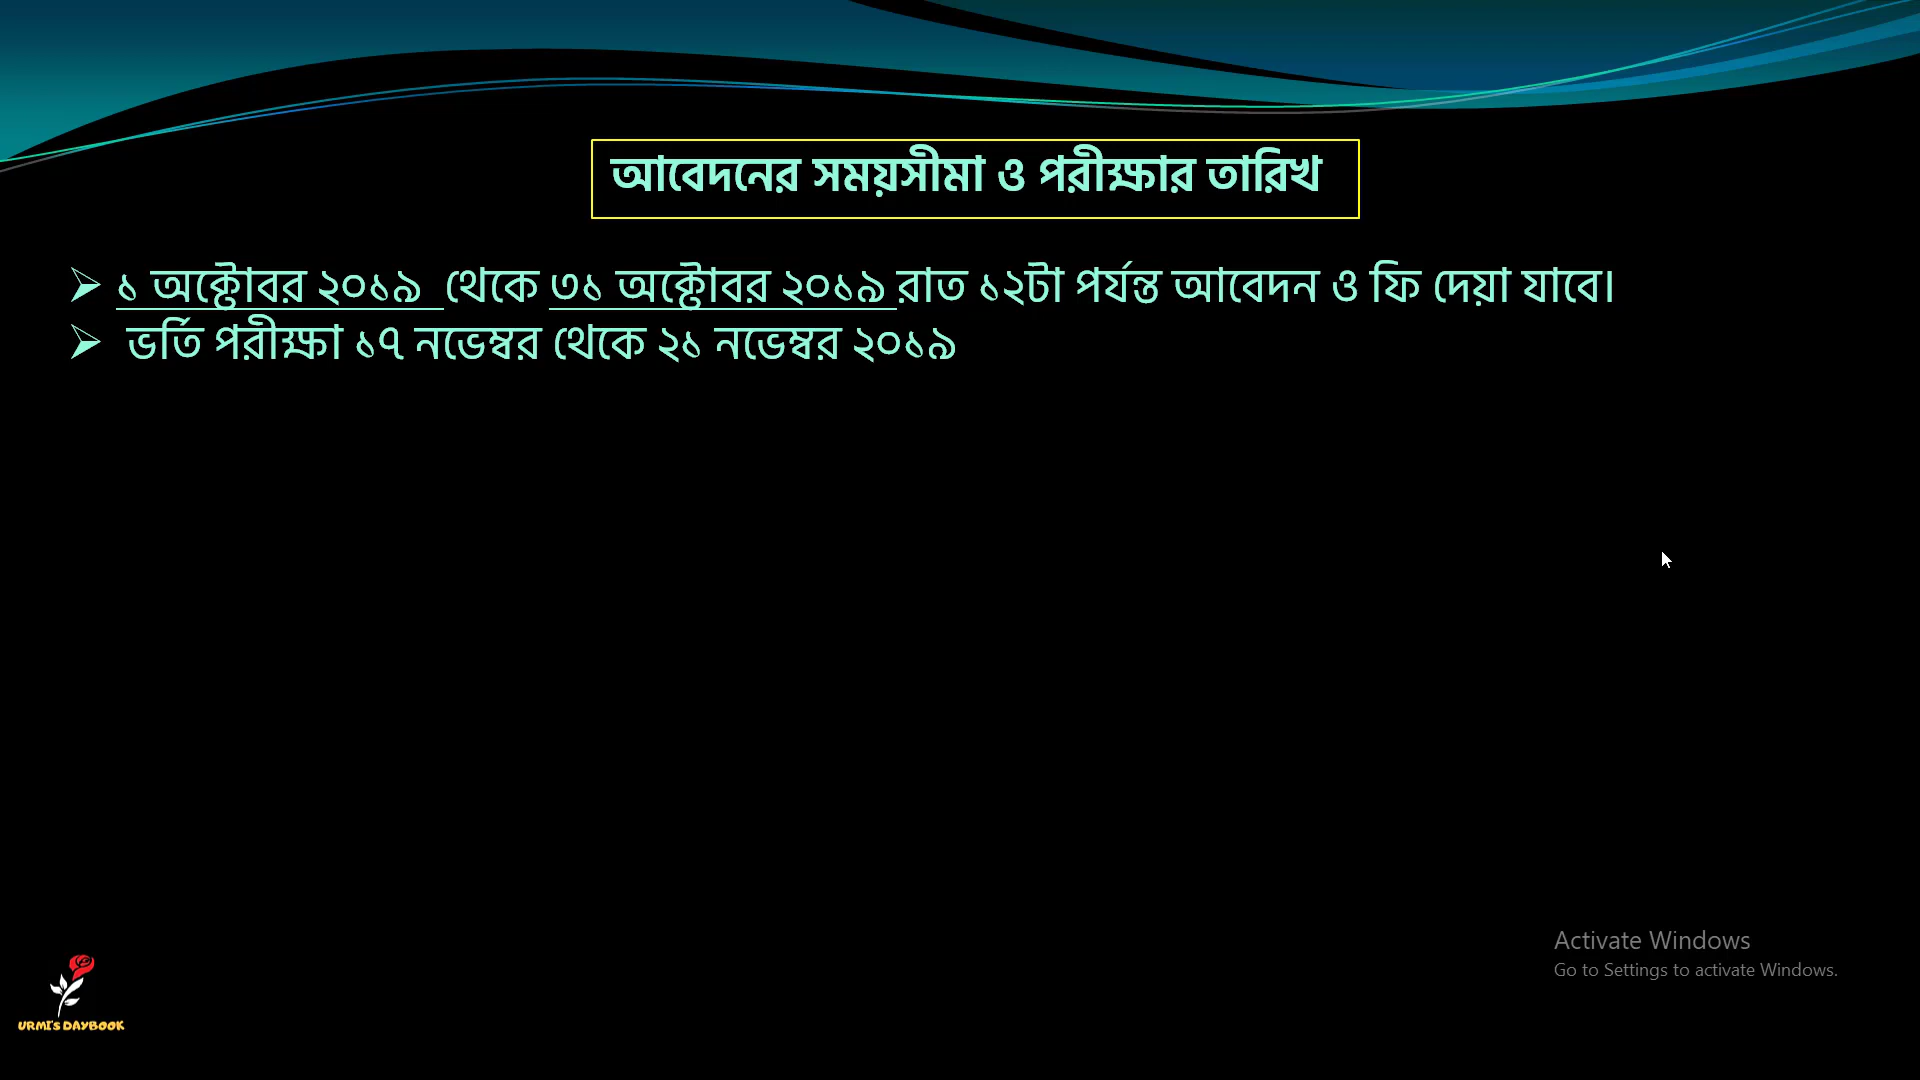 আবেদনের সময়সীমা ও পরীক্ষার তারিখ
১ অক্টোবর ২০১৯ থেকে ৩১ অক্টোবর ২০১৯ রাত ১২টা পর্যন্ত আবেদন ও ফি দেয়া যাবে।
ভর্তি পরীক্ষা ১৭ নভেম্বর থেকে ২১ নভেম্বর ২০১৯
Activate Windows
Go to Settings to activate Windows.
URMI'S DAYBOOK